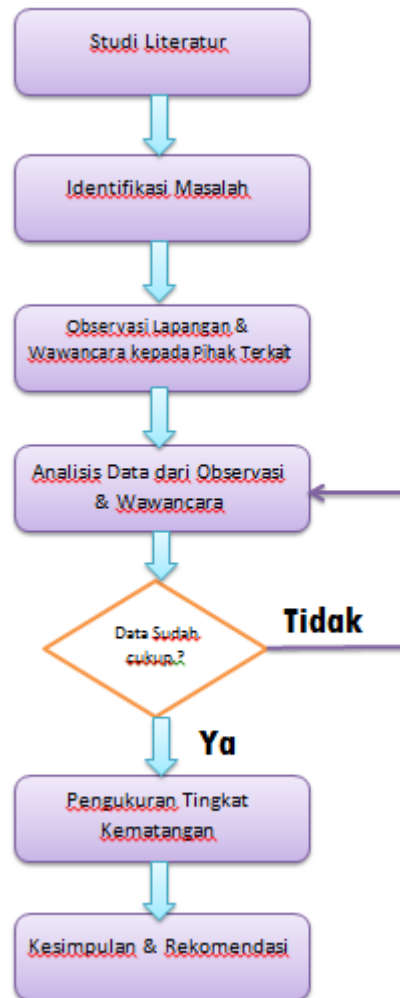 Studi Literatur
Identifikasi Masalah
Observasi Lapangan &
Wawancara kepada Pihak Terkait
Analisis Data dari Observasi
& Wawancara
Data Sudah
cukup.?
Tidak
Ya
Pengukuran Tingkat
Kematangan
Kesimpulan & Rekomendasi